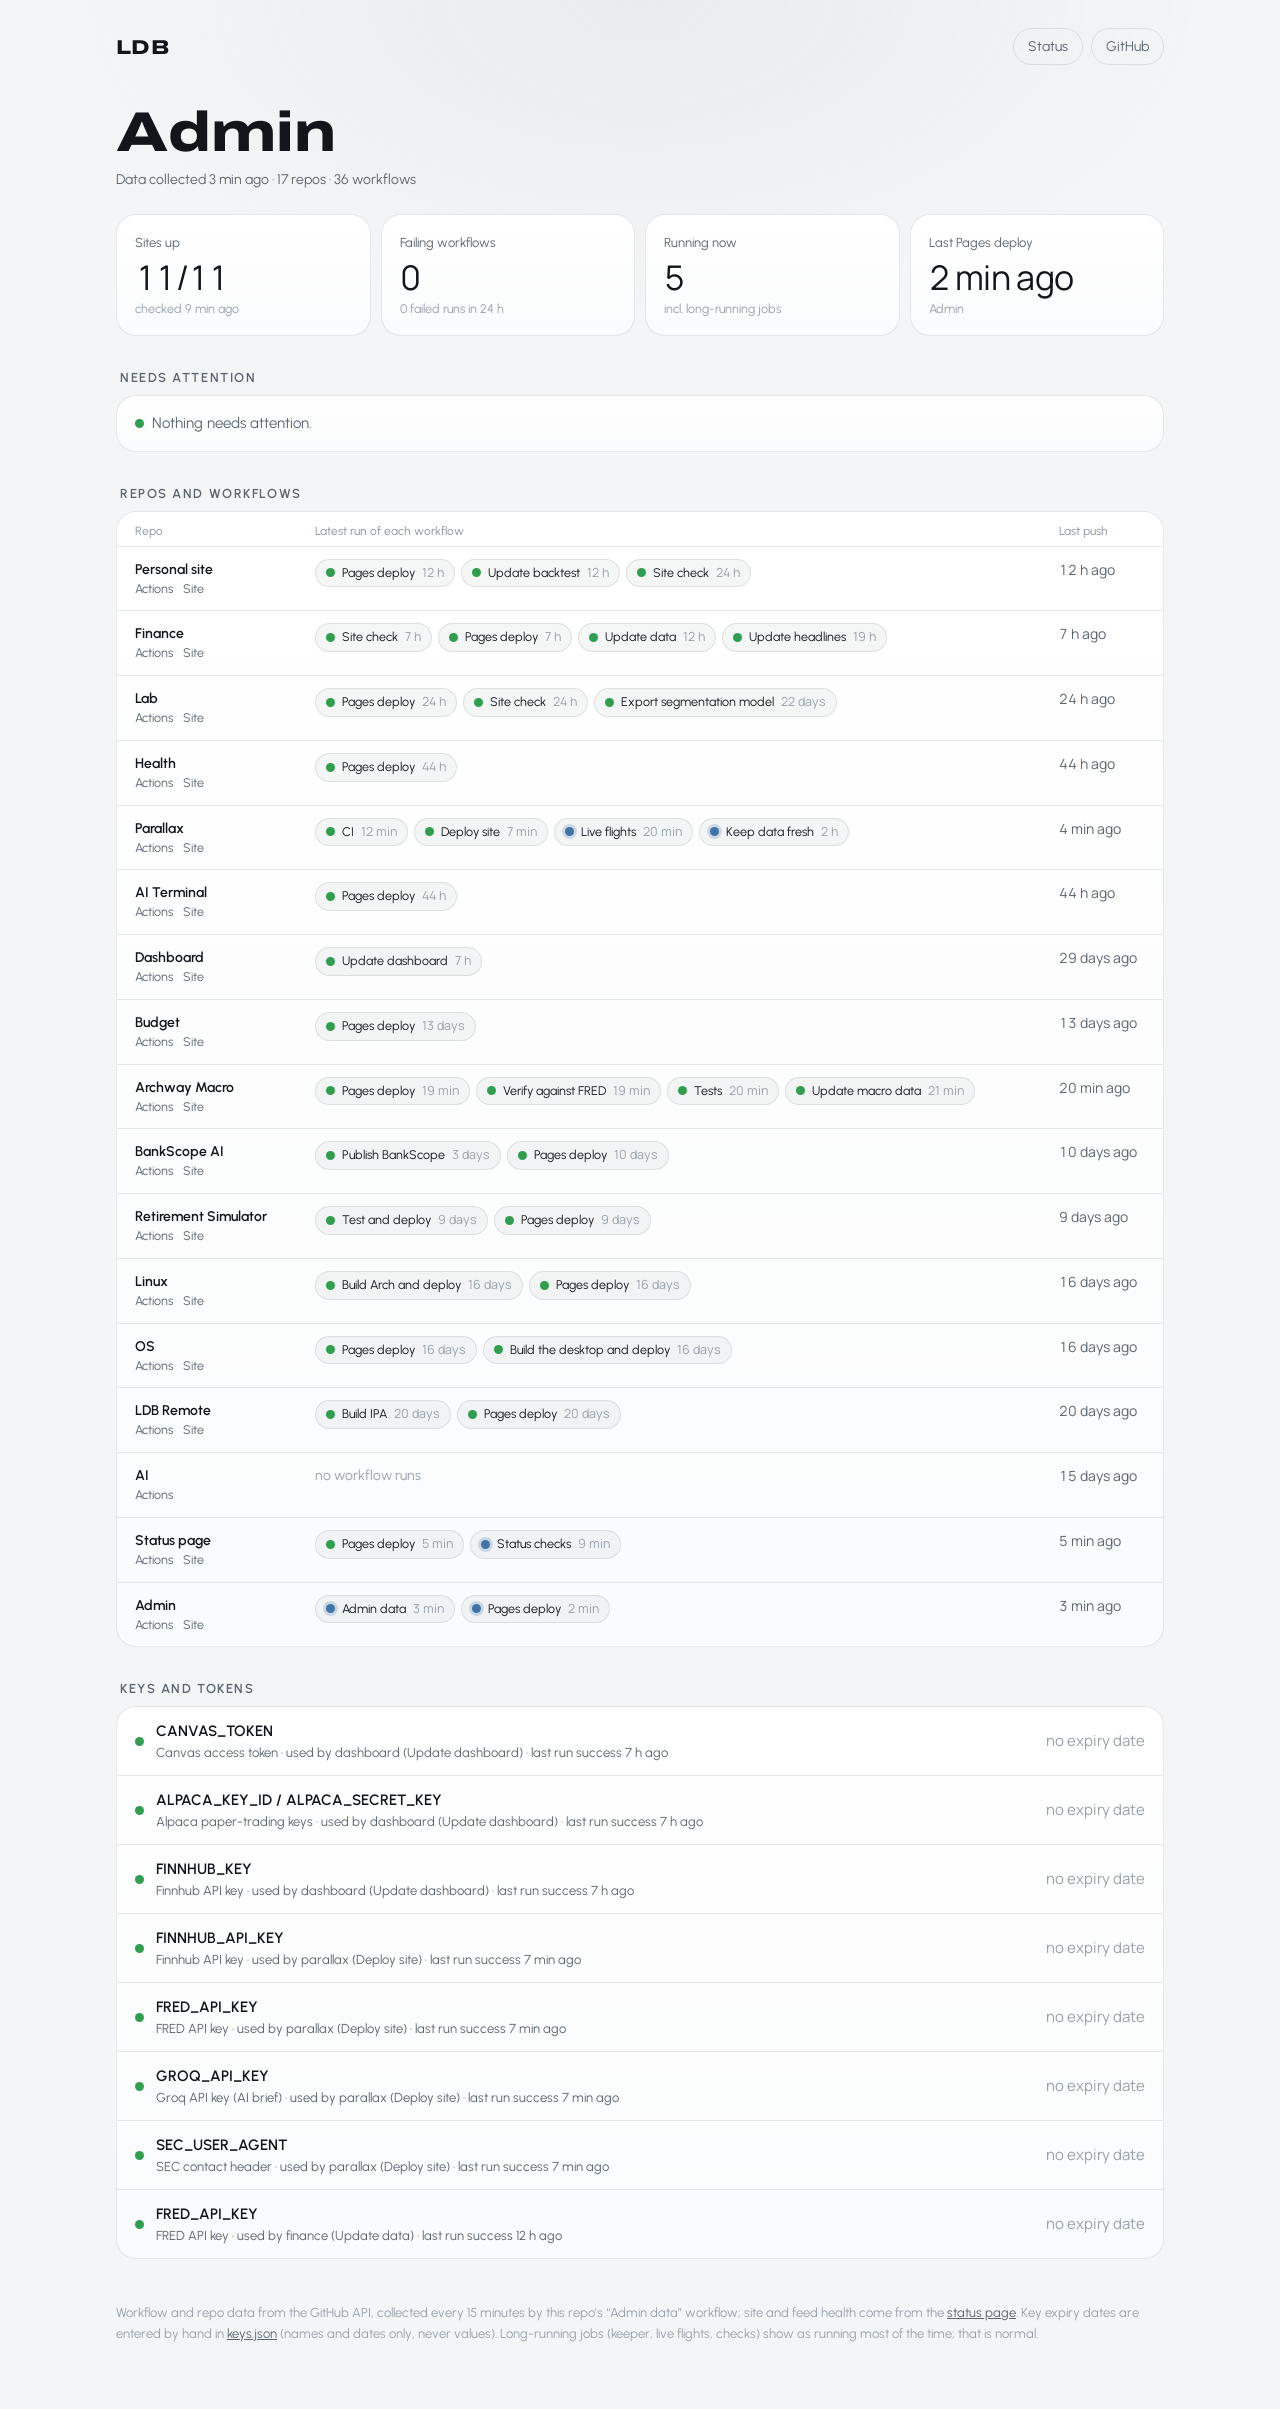 LDB
Status GitHub
Admin
Data collected 3 min ago · 17 repos · 36 workflows
Sites up
11/11
checked 9 min ago
Failing workflows
0
0 failed runs in 24 h
Running now
5
incl. long-running jobs
Last Pages deploy
2 min ago
Admin
NEEDS ATTENTION
Nothing needs attention.
REPOS AND WORKFLOWS
Repo Latest run of each workflow Last push
Personal site Pages deploy 12 h Update backtest 12 h Site check 24 h 12 h ago
Actions Site
Finance Site check 7 h Pages deploy 7 h Update data 12 h Update headlines 19 h 7 h ago
Actions Site
Lab Pages deploy 24 h Site check 24 h Export segmentation model 22 days 24 h ago
Actions Site
Health Pages deploy 44 h 44 h ago
Actions Site
Parallax CI 12 min Deploy site 7 min Live flights 20 min Keep data fresh 2 h 4 min ago
Actions Site
AI Terminal Pages deploy 44 h 44 h ago
Actions Site
Dashboard Update dashboard 7 h 29 days ago
Actions Site
Budget Pages deploy 13 days 13 days ago
Actions Site
Archway Macro Pages deploy 19 min Verify against FRED 19 min Tests 20 min Update macro data 21 min 20 min ago
Actions Site
BankScope AI Publish BankScope 3 days Pages deploy 10 days 10 days ago
Actions Site
Retirement Simulator Test and deploy 9 days Pages deploy 9 days 9 days ago
Actions Site
Linux Build Arch and deploy 16 days Pages deploy 16 days 16 days ago
Actions Site
OS Pages deploy 16 days Build the desktop and deploy 16 days 16 days ago
Actions Site
LDB Remote Build IPA 20 days Pages deploy 20 days 20 days ago
Actions Site
AI no workflow runs 15 days ago
Actions
Status page Pages deploy 5 min Status checks 9 min 5 min ago
Actions Site
Admin Admin data 3 min Pages deploy 2 min 3 min ago
Actions Site
KEYS AND TOKENS
CANVAS_TOKEN
Canvas access token · used by dashboard (Update dashboard) · last run success 7 h ago
no expiry date
ALPACA_KEY_ID / ALPACA_SECRET_KEY
Alpaca paper-trading keys · used by dashboard (Update dashboard) · last run success 7 h ago
no expiry date
FINNHUB_KEY
Finnhub API key · used by dashboard (Update dashboard) · last run success 7 h ago
no expiry date
FINNHUB_API_KEY
Finnhub API key · used by parallax (Deploy site) · last run success 7 min ago
no expiry date
FRED_API_KEY
FRED API key · used by parallax (Deploy site) · last run success 7 min ago
no expiry date
GROQ_API_KEY
Groq API key (AI brief) · used by parallax (Deploy site) · last run success 7 min ago
no expiry date
SEC_USER_AGENT
SEC contact header · used by parallax (Deploy site) · last run success 7 min ago
no expiry date
FRED_API_KEY
FRED API key · used by finance (Update data) · last run success 12 h ago
no expiry date
Workflow and repo data from the GitHub API, collected every 15 minutes by this repo's "Admin data" workflow; site and feed health come from the status page. Key expiry dates are
entered by hand in keys.json (names and dates only, never values). Long-running jobs (keeper, live flights, checks) show as running most of the time; that is normal.